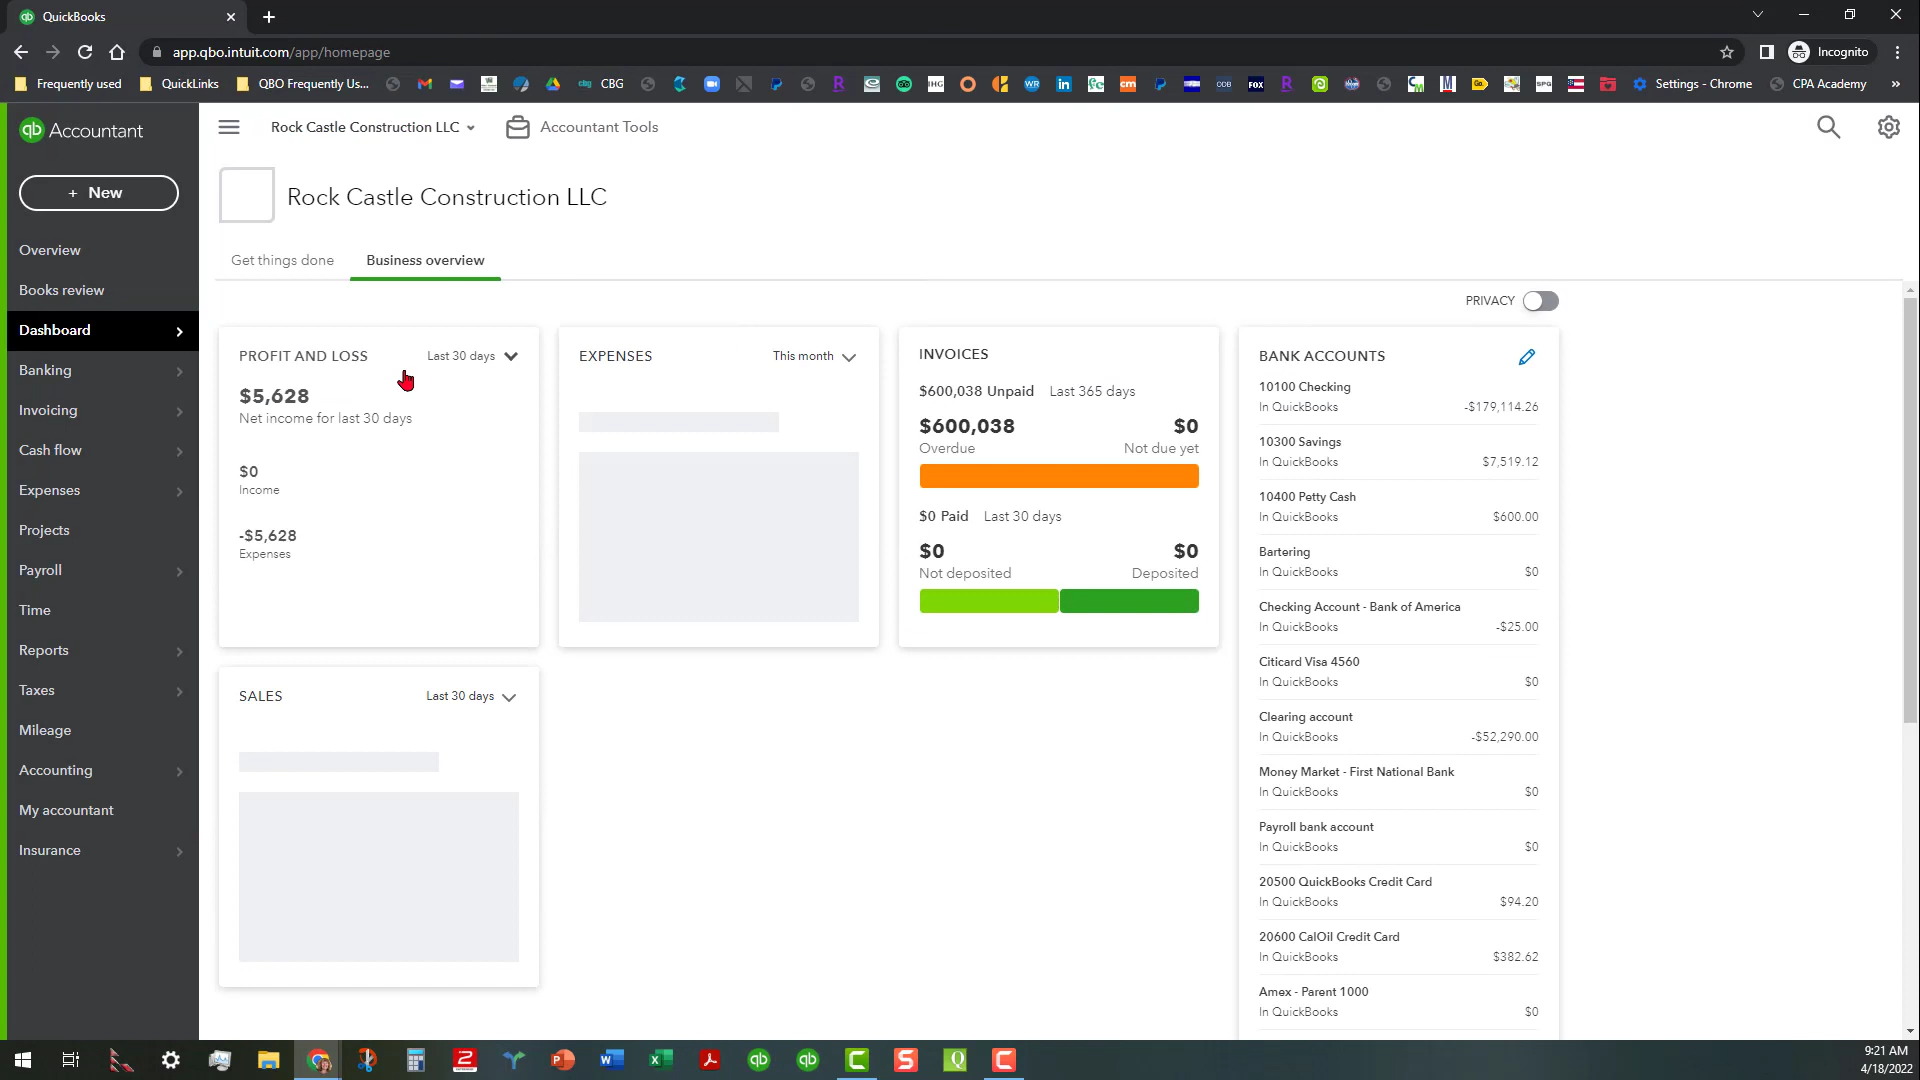 QuickBooks
app.qbo.intuit.com/app/homepage
Incognito
Frequently used
QuickLinks
QBO Frequently Us...
CBG
Settings - Chrome
CPA Academy
»
qb Accountant
+ New
Overview
Books review
Dashboard
Banking
Invoicing
Cash flow
Expenses
Projects
Payroll
Time
Reports
Taxes
Mileage
Accounting
My accountant
Insurance
Rock Castle Construction LLC
Accountant Tools
Rock Castle Construction LLC
Get things done
Business overview
PRIVACY
PROFIT AND LOSS
Last 30 days
$5,628
Net income for last 30 days
$0
Income
-$5,628
Expenses
EXPENSES
This month
INVOICES
$600,038 Unpaid Last 365 days
$600,038 $0
Overdue Not due yet
$0 Paid Last 30 days
$0 $0
Not deposited Deposited
BANK ACCOUNTS
10100 Checking
In QuickBooks -$179,114.26
10300 Savings
In QuickBooks $7,519.12
10400 Petty Cash
In QuickBooks $600.00
Bartering
In QuickBooks $0
Checking Account - Bank of America
In QuickBooks -$25.00
Citicard Visa 4560
In QuickBooks $0
Clearing account
In QuickBooks -$52,290.00
Money Market - First National Bank
In QuickBooks $0
Payroll bank account
In QuickBooks $0
20500 QuickBooks Credit Card
In QuickBooks $94.20
20600 CalOil Credit Card
In QuickBooks $382.62
Amex - Parent 1000
In QuickBooks $0
SALES
Last 30 days
9:21 AM
4/18/2022